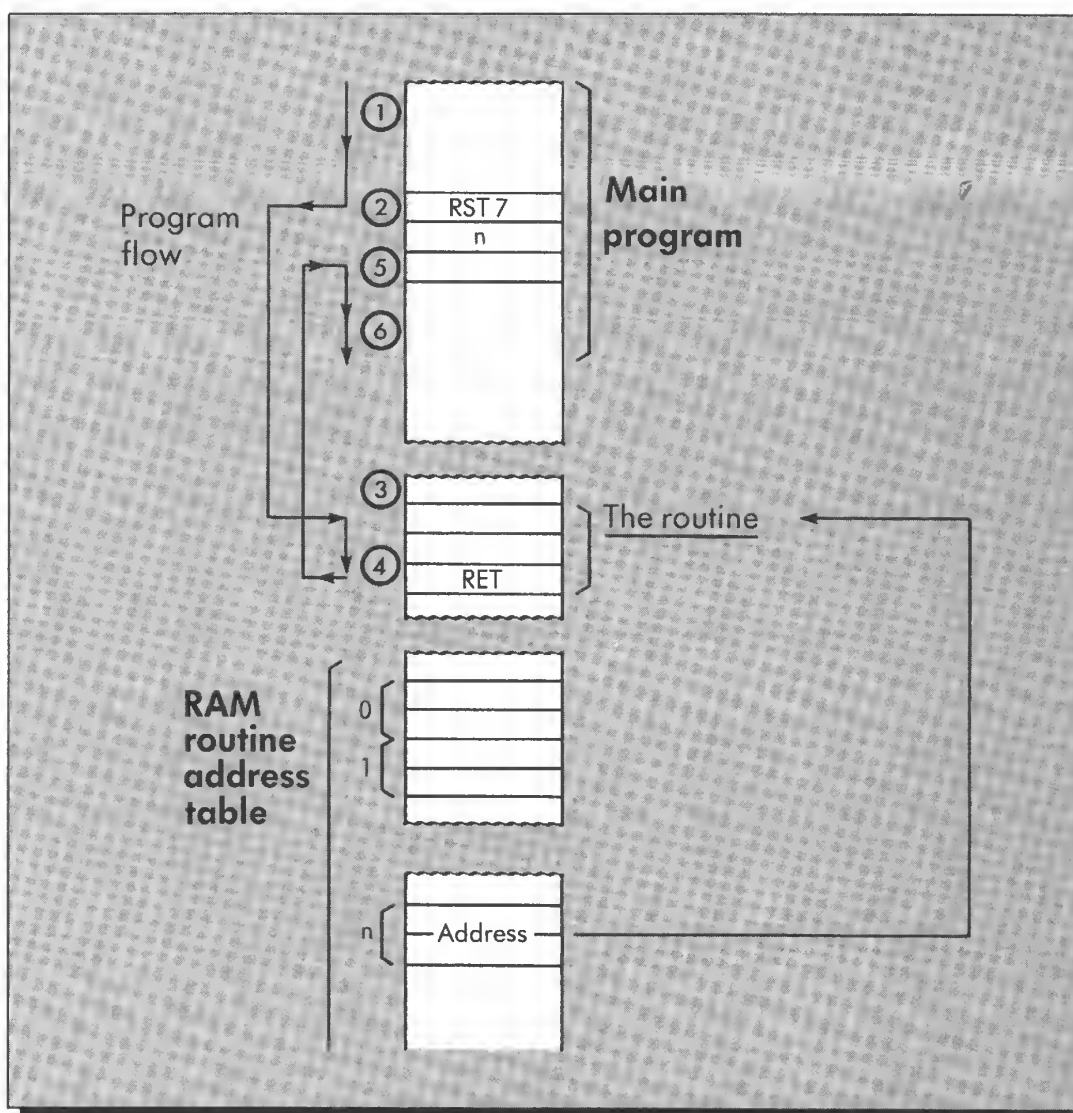 1
2
RST 7
n
5
6
Program
flow
Main
program
3
4
RET
The routine
RAM
routine
address
table
0
1
n
Address